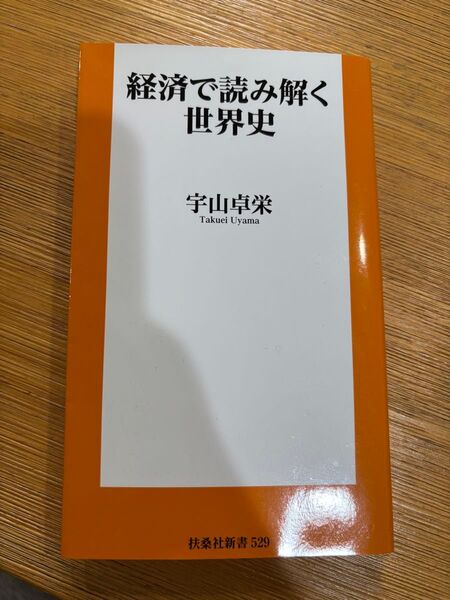 経済で読み解く
世界史
宇山卓栄
Takuei Uyama
扶桑社新書 529